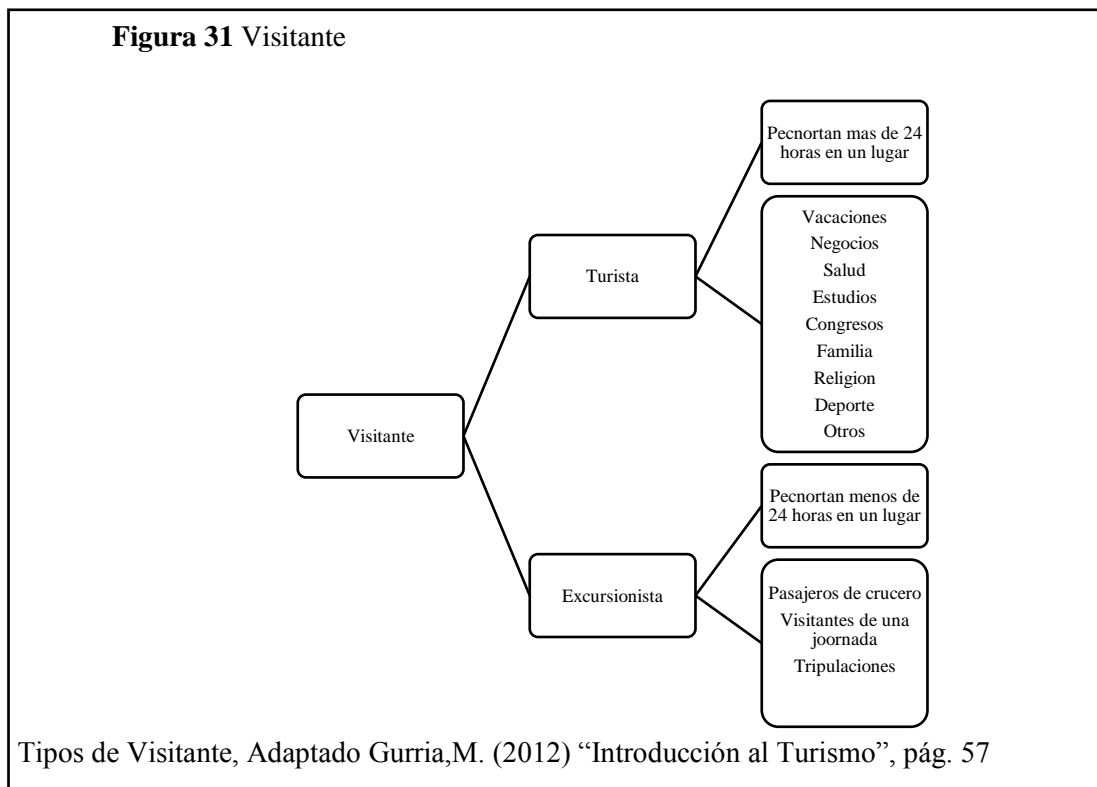 Figura 31 Visitante
Visitante
Turista
Pecnortan mas de 24
horas en un lugar
Vacaciones
Negocios
Salud
Estudios
Congresos
Familia
Religion
Deporte
Otros
Excursionista
Pecnortan menos de
24 horas en un lugar
Pasajeros de crucero
Visitantes de una
joornada
Tripulaciones
Tipos de Visitante, Adaptado Gurria,M. (2012) “Introducción al Turismo”, pág. 57